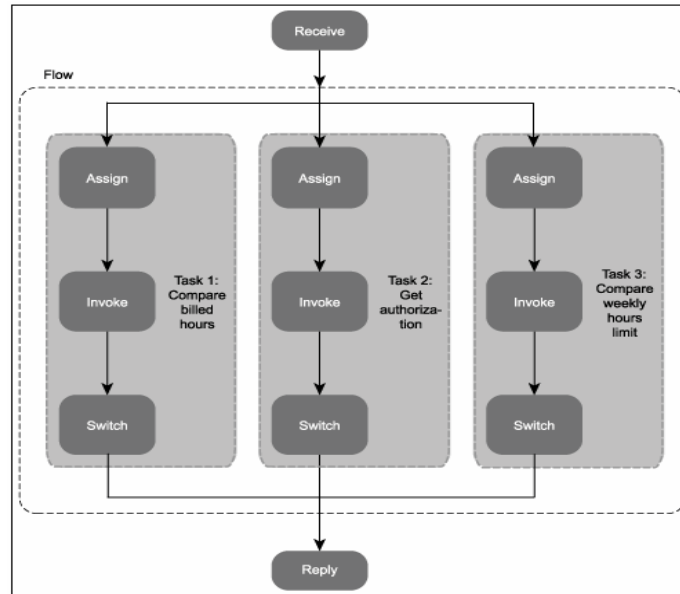 Receive
Flow
Assign
Assign
Assign
Invoke
Task 1:
Compare
billed
hours
Invoke
Task 2:
Get
authoriza-
tion
Invoke
Task 3:
Compare
weekly
hours
limit
Switch
Switch
Switch
Reply